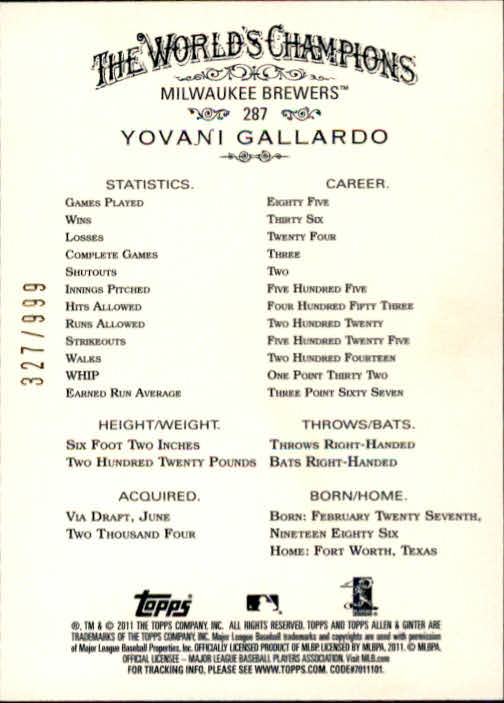 THE WORLD'S CHAMPIONS
MILWAUKEE BREWERS™
287
YOVANI GALLARDO
STATISTICS. CAREER.
GAMES PLAYED EIGHTY FIVE
WINS THIRTY SIX
LOSSES TWENTY FOUR
COMPLETE GAMES THREE
SHUTOUTS TWO
INNINGS PITCHED FIVE HUNDRED FIVE
HITS ALLOWED FOUR HUNDRED FIFTY THREE
RUNS ALLOWED TWO HUNDRED TWENTY
STRIKEOUTS FIVE HUNDRED TWENTY FIVE
WALKS TWO HUNDRED FOURTEEN
WHIP ONE POINT THIRTY TWO
EARNED RUN AVERAGE THREE POINT SIXTY SEVEN
327/999
HEIGHT/WEIGHT. THROWS/BATS.
SIX FOOT TWO INCHES THROWS RIGHT-HANDED
TWO HUNDRED TWENTY POUNDS BATS RIGHT-HANDED
ACQUIRED. BORN/HOME.
VIA DRAFT, JUNE BORN: FEBRUARY TWENTY SEVENTH,
TWO THOUSAND FOUR NINETEEN EIGHTY SIX
HOME: FORT WORTH, TEXAS
topps
®, TM & © 2011 THE TOPPS COMPANY, INC. ALL RIGHTS RESERVED. TOPPS AND TOPPS ALLEN & GINTER ARE
TRADEMARKS OF THE TOPPS COMPANY, INC. Major League Baseball trademarks and copyrights are used with permission
of Major League Baseball Properties, Inc. OFFICIALLY LICENSED PRODUCT OF MLBP. LICENSED BY MLBPA, 2011. © MLBPA,
OFFICIAL LICENSEE – MAJOR LEAGUE BASEBALL PLAYERS ASSOCIATION. Visit MLB.com
FOR TRACKING INFO, PLEASE SEE WWW.TOPPS.COM. CODE#7011101.